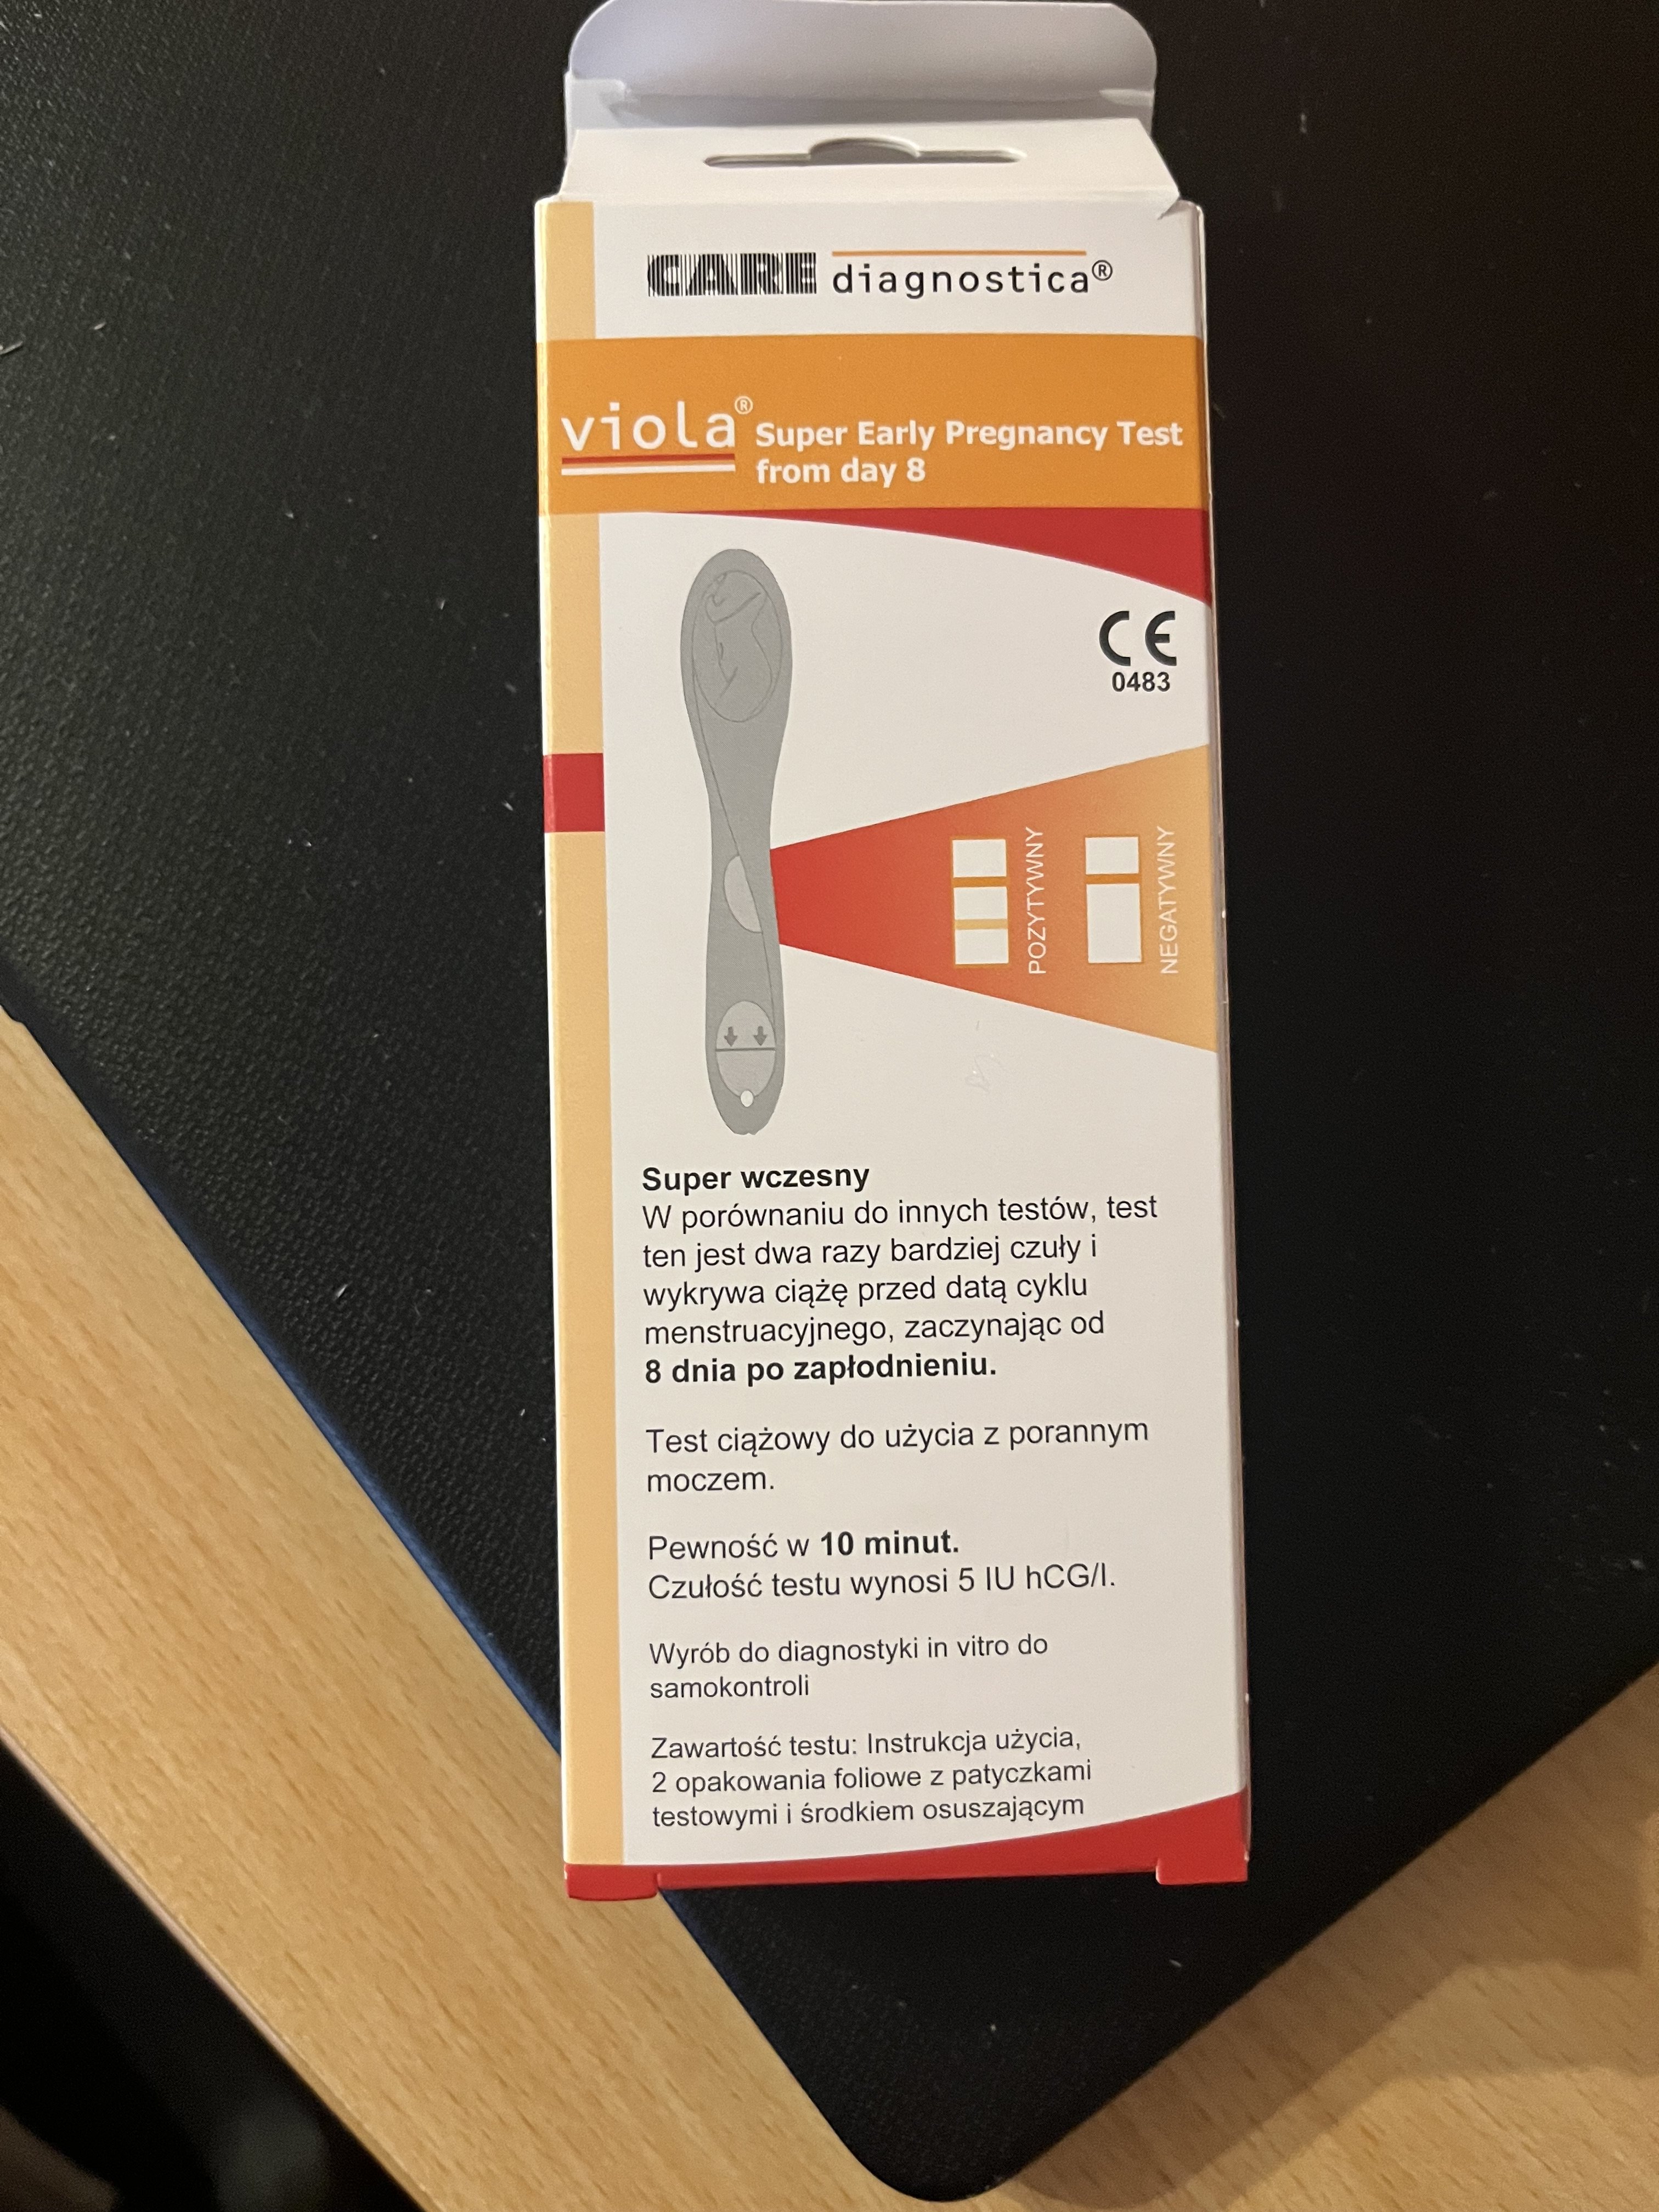 CARE diagnostica®
viola® Super Early Pregnancy Test
from day 8
CE
0483
POZYTYWNY
NEGATYWNY
Super wczesny
W porównaniu do innych testów, test
ten jest dwa razy bardziej czuły i
wykrywa ciążę przed datą cyklu
menstruacyjnego, zaczynając od
8 dnia po zapłodnieniu.
Test ciążowy do użycia z porannym
moczem.
Pewność w 10 minut.
Czułość testu wynosi 5 IU hCG/l.
Wyrób do diagnostyki in vitro do
samokontroli
Zawartość testu: Instrukcja użycia,
2 opakowania foliowe z patyczkami
testowymi i środkiem osuszającym